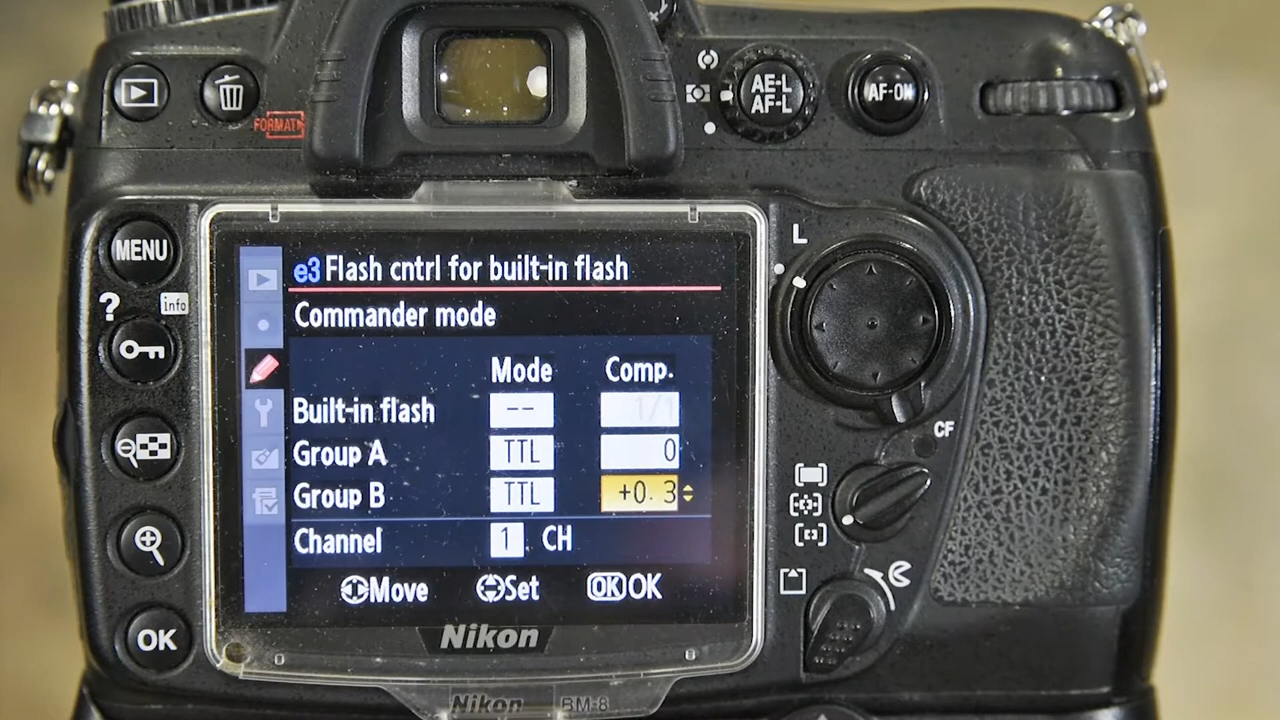 FORMAT
AE-L
AF-L
AF-ON
MENU
? info
L
e3 Flash cntrl for built-in flash
Commander mode
Mode Comp.
Built-in flash -- 1/1
Group A TTL 0
Group B TTL +0.3
Channel 1 CH
Move Set OK OK
CF
OK
Nikon
Nikon BM-8
C